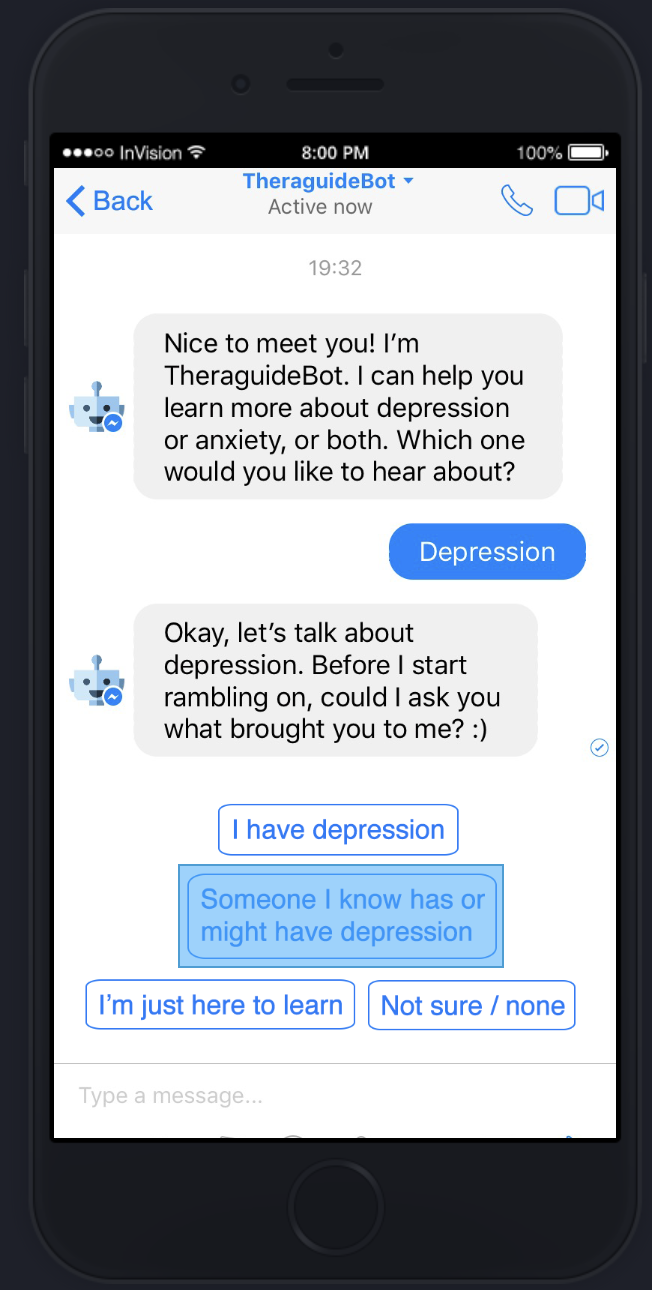 InVision 8:00 PM 100%
Back TheraguideBot
Active now
19:32
Nice to meet you! I’m
TheraguideBot. I can help you
learn more about depression
or anxiety, or both. Which one
would you like to hear about?
Depression
Okay, let’s talk about
depression. Before I start
rambling on, could I ask you
what brought you to me? :)
I have depression
Someone I know has or
might have depression
I’m just here to learn Not sure / none
Type a message...